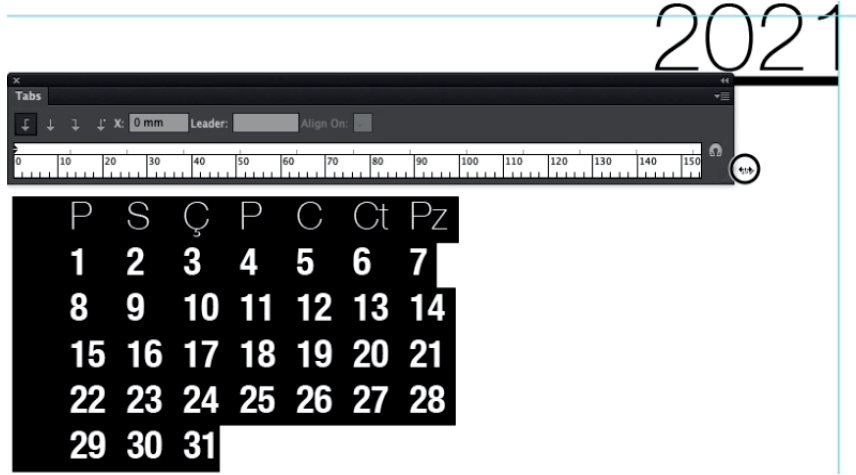 2021
Tabs
X: 0 mm Leader: Align On:
0 10 20 30 40 50 60 70 80 90 100 110 120 130 140 150
P S Ç P C Ct Pz
1 2 3 4 5 6 7
8 9 10 11 12 13 14
15 16 17 18 19 20 21
22 23 24 25 26 27 28
29 30 31